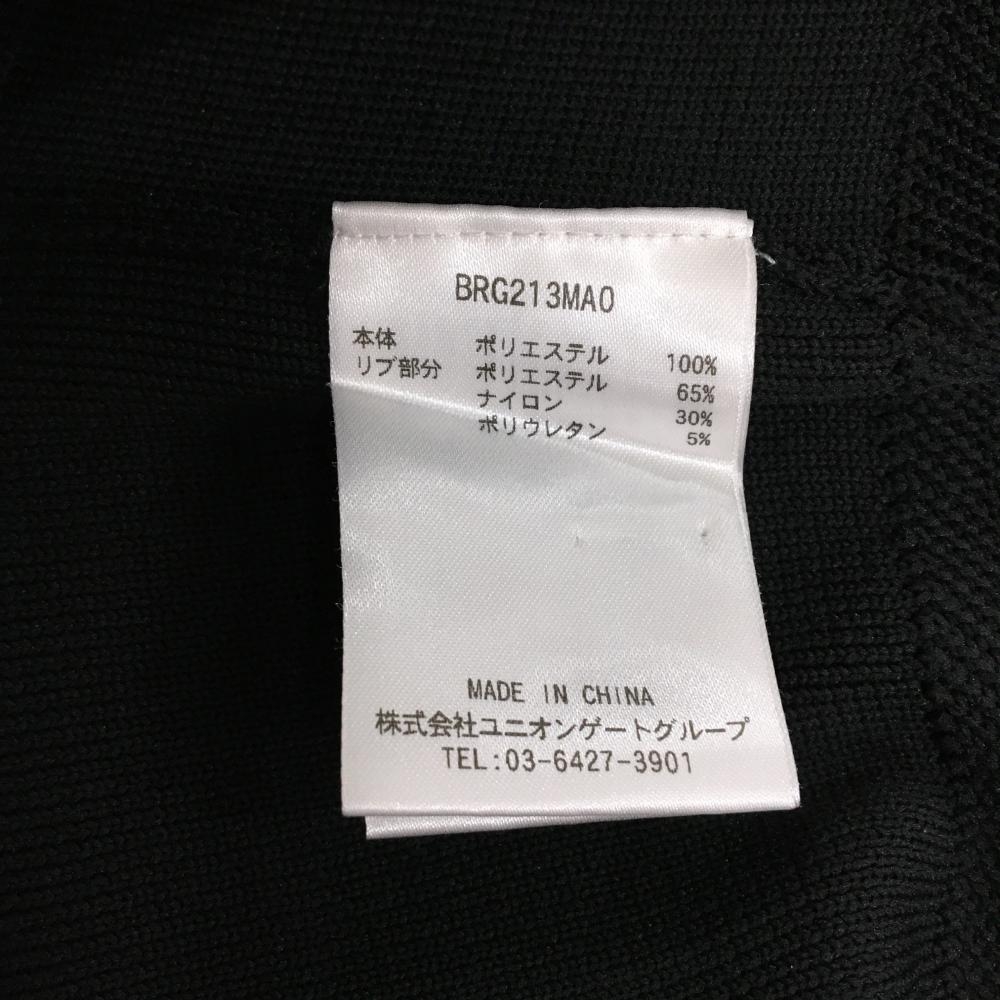 BRG213MA0
本体 ポリエステル 100%
リブ部分 ポリエステル 65%
ナイロン 30%
ポリウレタン 5%
MADE IN CHINA
株式会社ユニオンゲートグループ
TEL:03-6427-3901